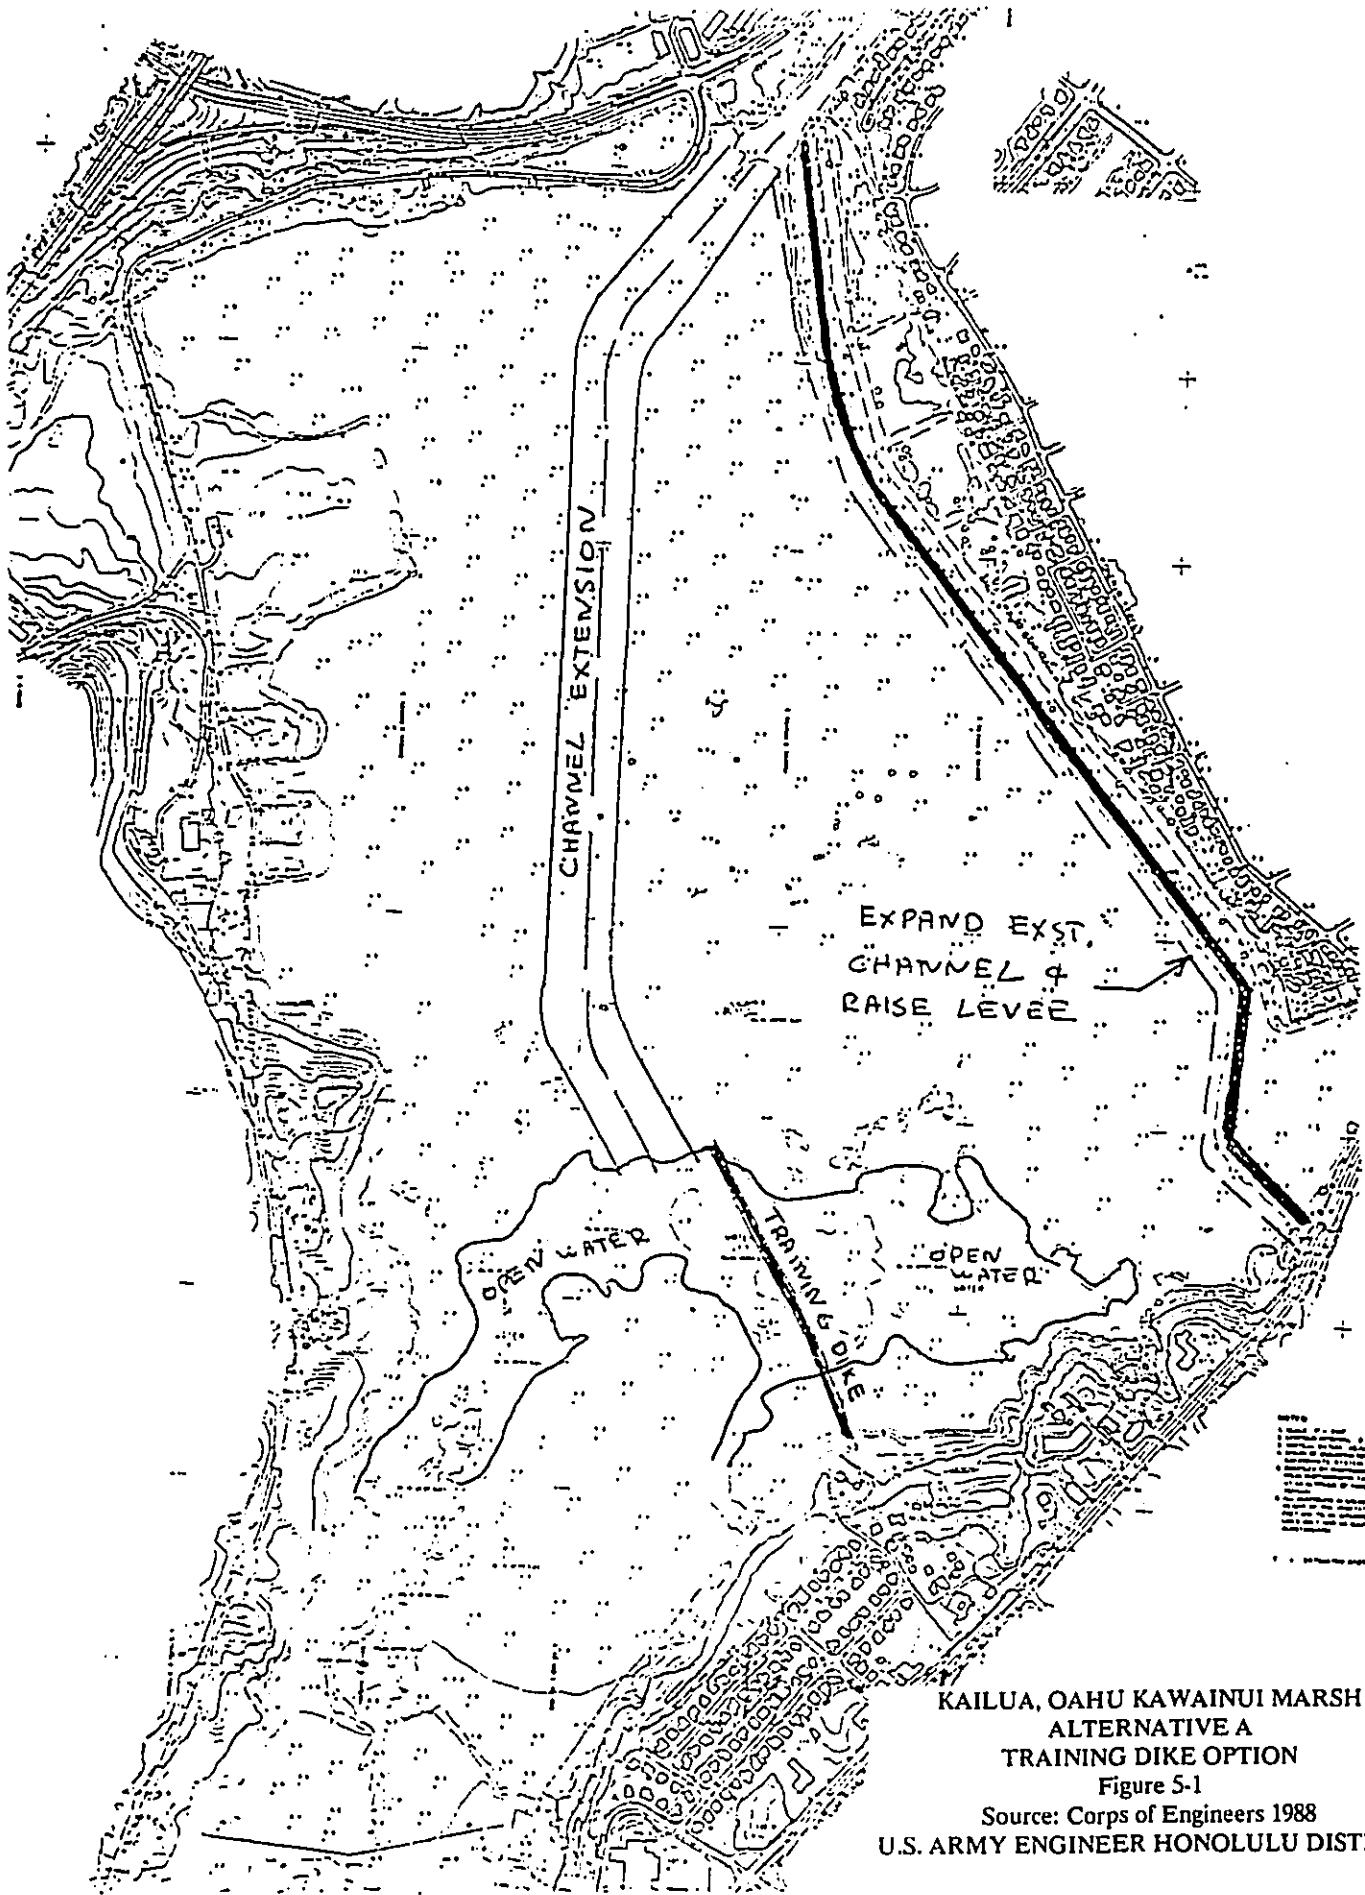 CHANNEL EXTENSION
EXPAND EXST.
CHANNEL &
RAISE LEVEE
OPEN WATER
TRAINING DIKE
OPEN
WATER
KAILUA, OAHU KAWAINUI MARSH
ALTERNATIVE A
TRAINING DIKE OPTION
Figure 5-1
Source: Corps of Engineers 1988
U.S. ARMY ENGINEER HONOLULU DIST